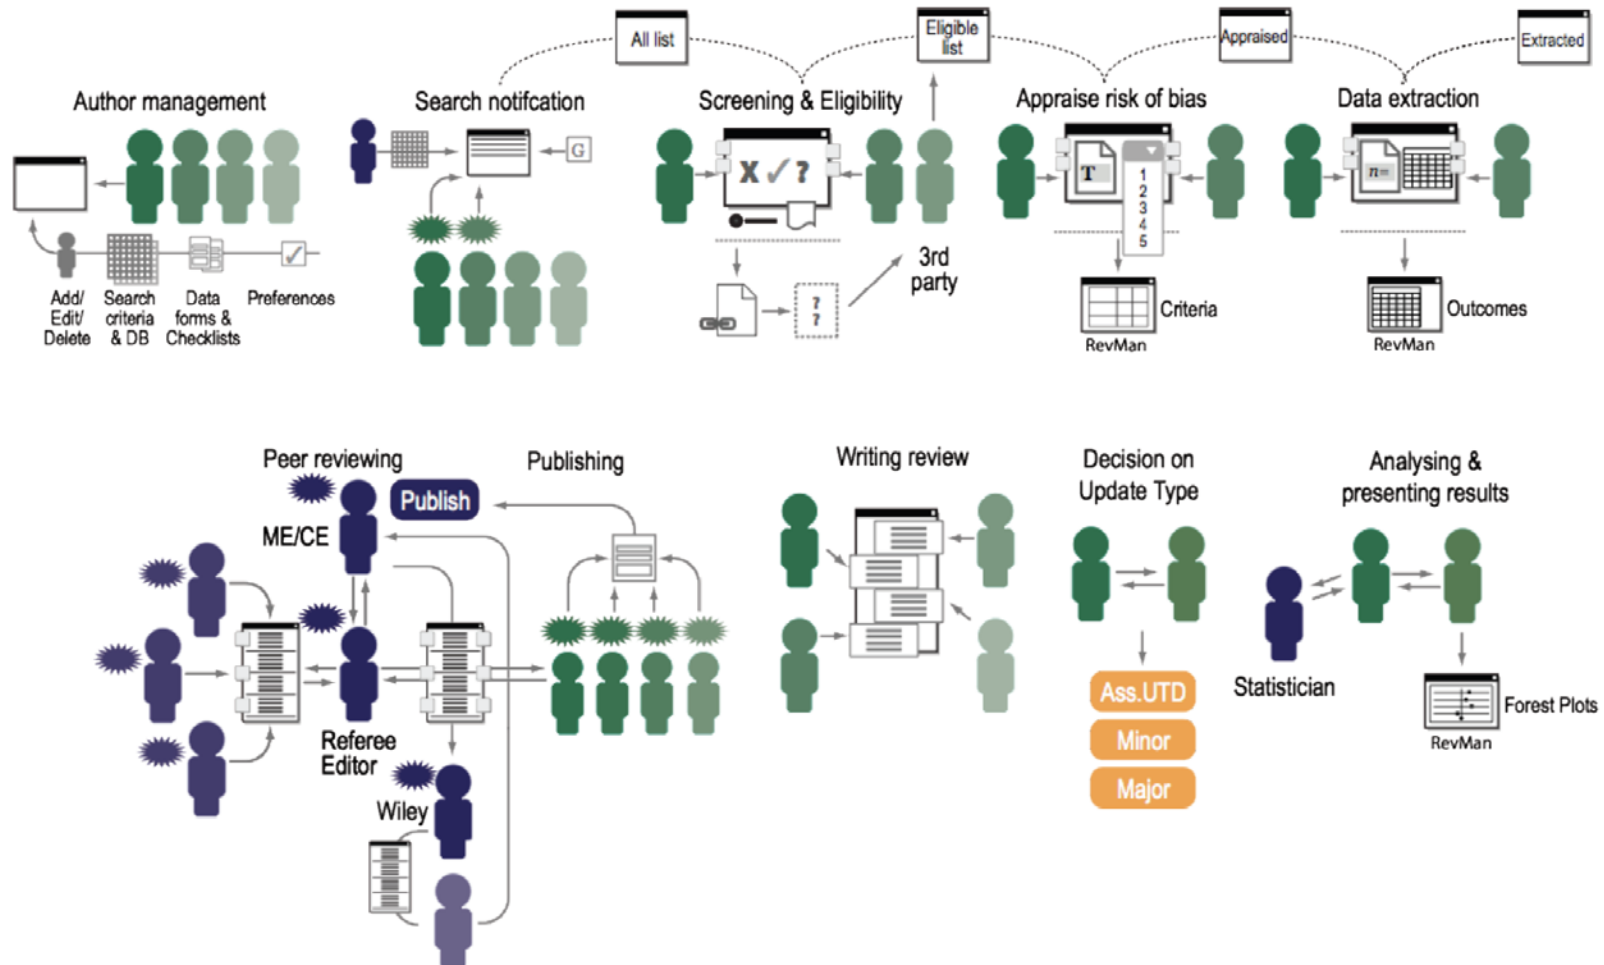 All list
Eligible
list
Appraised
Extracted
Author management
Search notifcation
Screening & Eligibility
Appraise risk of bias
Data extraction
G
X ✓ ?
T
1
2
3
4
5
n=
Add/
Edit/
Delete
Search
criteria
& DB
Data
forms &
Checklists
Preferences
?
?
3rd
party
Criteria
RevMan
Outcomes
RevMan
Peer reviewing
Publishing
Writing review
Decision on
Update Type
Analysing &
presenting results
Publish
ME/CE
Referee
Editor
Wiley
Ass.UTD
Minor
Major
Statistician
Forest Plots
RevMan